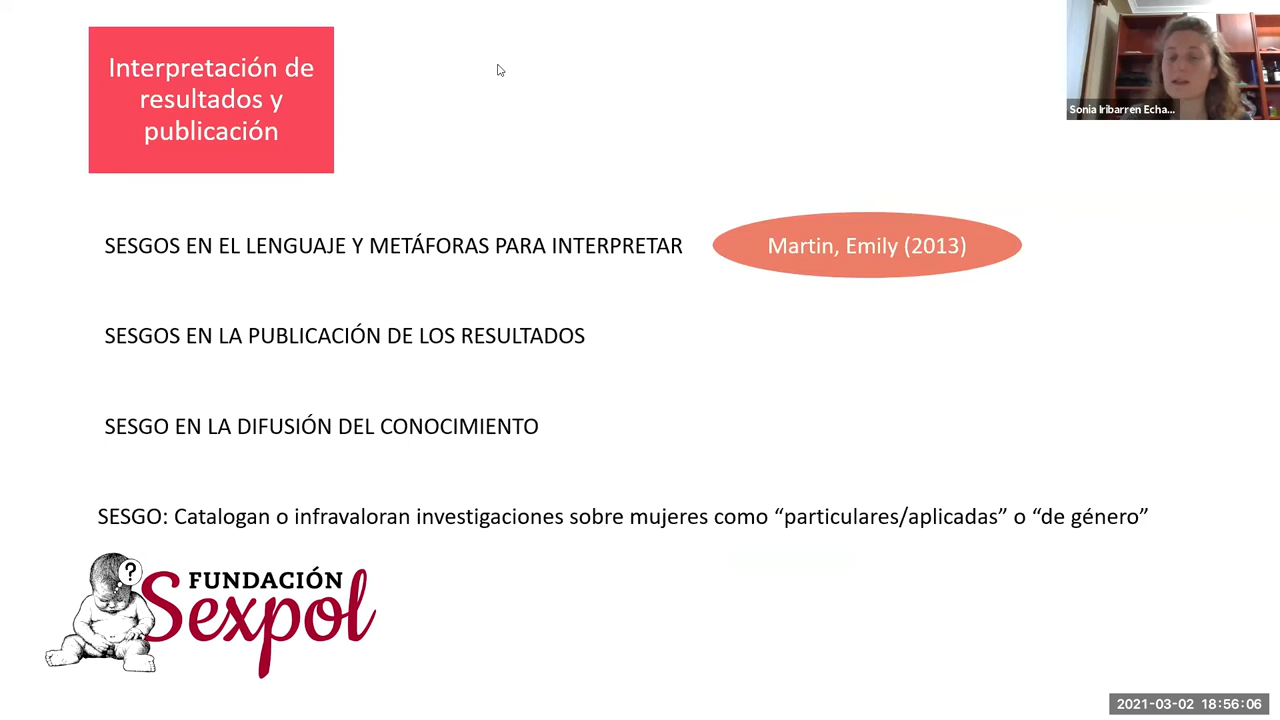 Interpretación de
resultados y
publicación
Sonia Iribarren Echa...
SESGOS EN EL LENGUAJE Y METÁFORAS PARA INTERPRETAR
Martin, Emily (2013)
SESGOS EN LA PUBLICACIÓN DE LOS RESULTADOS
SESGO EN LA DIFUSIÓN DEL CONOCIMIENTO
SESGO: Catalogan o infravaloran investigaciones sobre mujeres como “particulares/aplicadas” o “de género”
?
FUNDACIÓN
Sexpol
2021-03-02 18:56:06